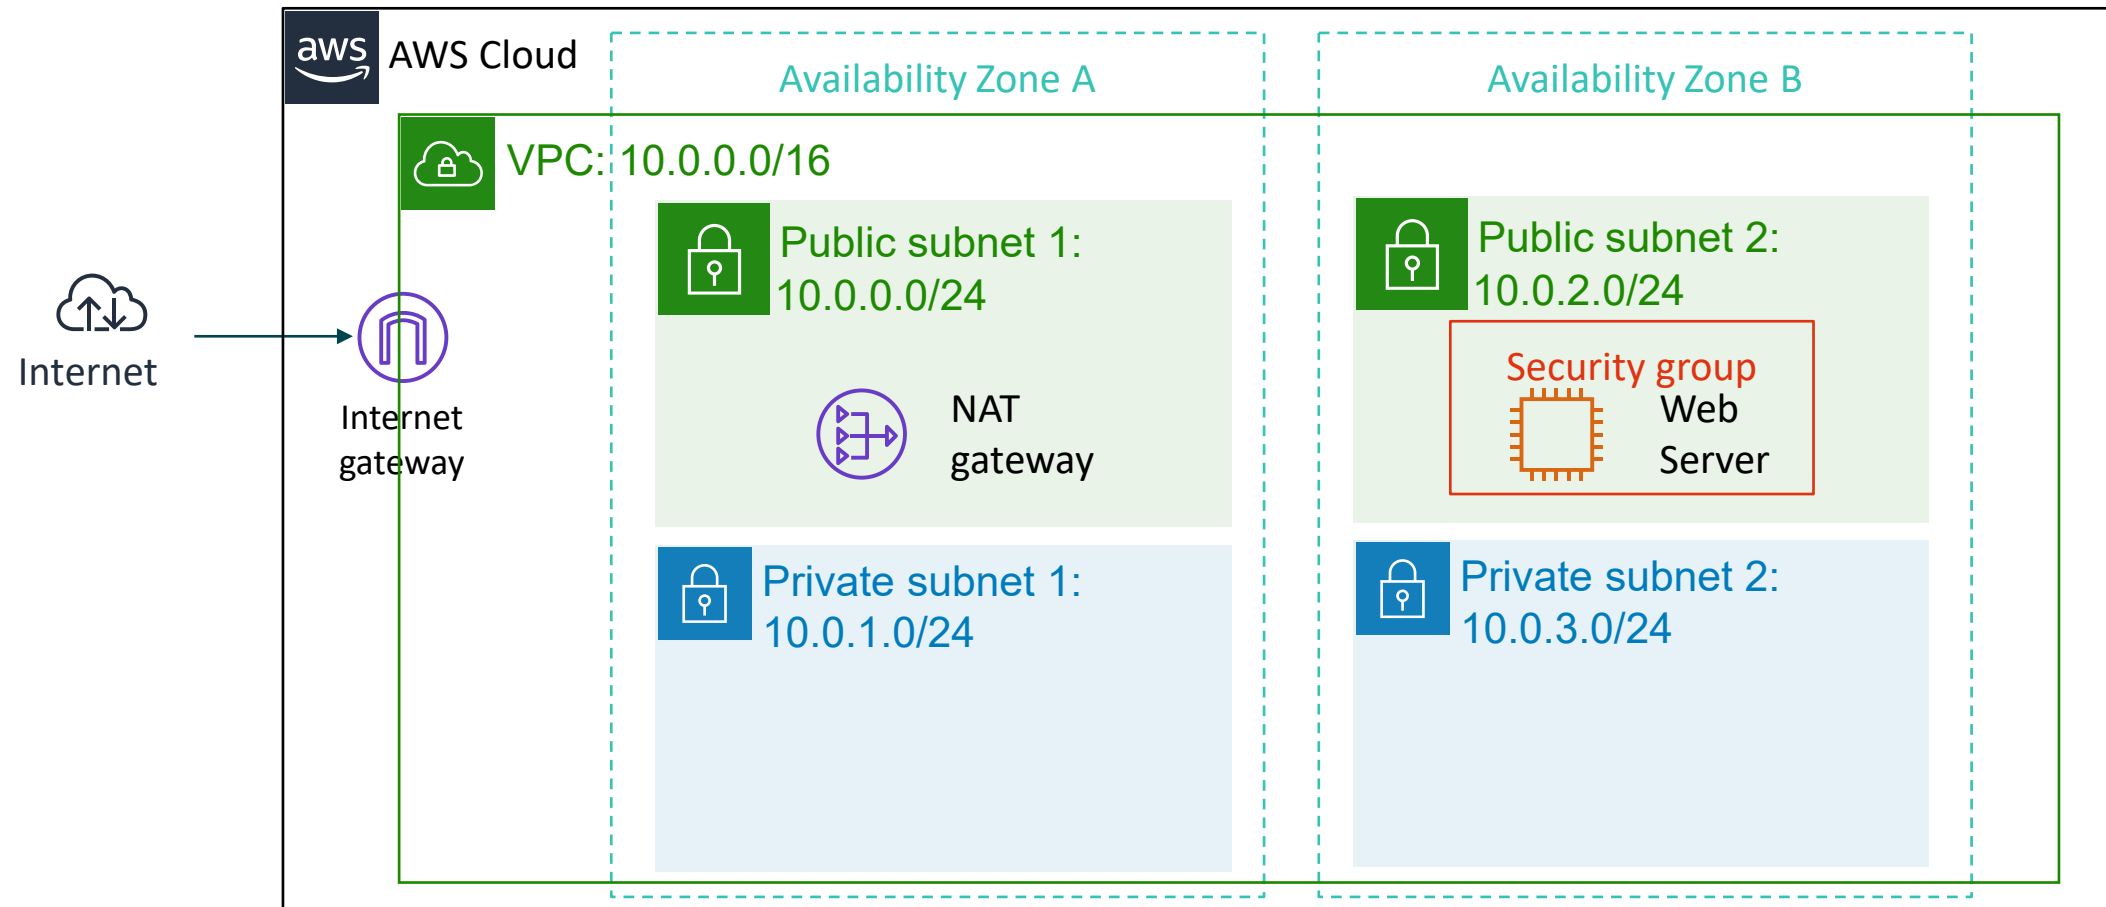 aws
AWS Cloud
Availability Zone A
Availability Zone B
VPC: 10.0.0.0/16
Public subnet 1:
10.0.0.0/24
Public subnet 2:
10.0.2.0/24
Internet
Internet
gateway
NAT
gateway
Security group
Web
Server
Private subnet 1:
10.0.1.0/24
Private subnet 2:
10.0.3.0/24